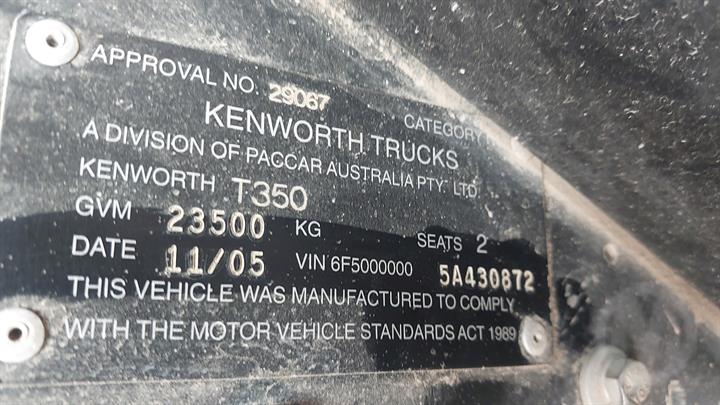 APPROVAL NO. 29067 CATEGORY
KENWORTH TRUCKS
A DIVISION OF PACCAR AUSTRALIA PTY. LTD
KENWORTH T350
GVM 23500 KG SEATS 2
DATE 11/05 VIN 6F5000000 5A430872
THIS VEHICLE WAS MANUFACTURED TO COMPLY
WITH THE MOTOR VEHICLE STANDARDS ACT 1989